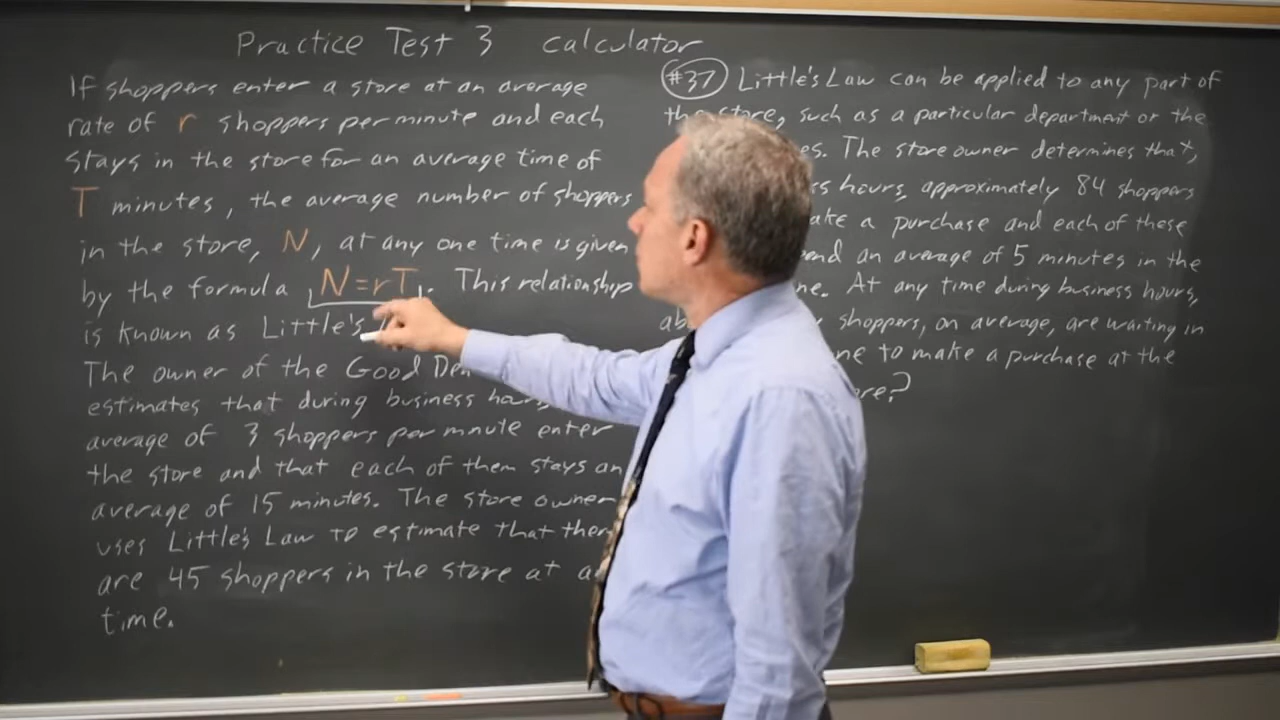 Practice Test 3 calculator
If shoppers enter a store at an average
rate of r shoppers per minute and each
stays in the store for an average time of
T minutes, the average number of shoppers
in the store, N, at any one time is given
by the formula N=rT. This relationship
is known as Little's
The owner of the Good
estimates that during business
average of 3 shoppers per mnute enter
the store and that each of them stays an
average of 15 minutes. The store owner
uses Little's Law to estimate that
are 45 shoppers in the store at
time.
#37 Little's Law can be applied to any part of
the store, such as a particular department or the
The store owner determines that,
hours, approximately 84 shoppers
a purchase and each of these
an average of 5 minutes in the
At any time during business hours,
shoppers, on average, are waiting in
to make a purchase at the